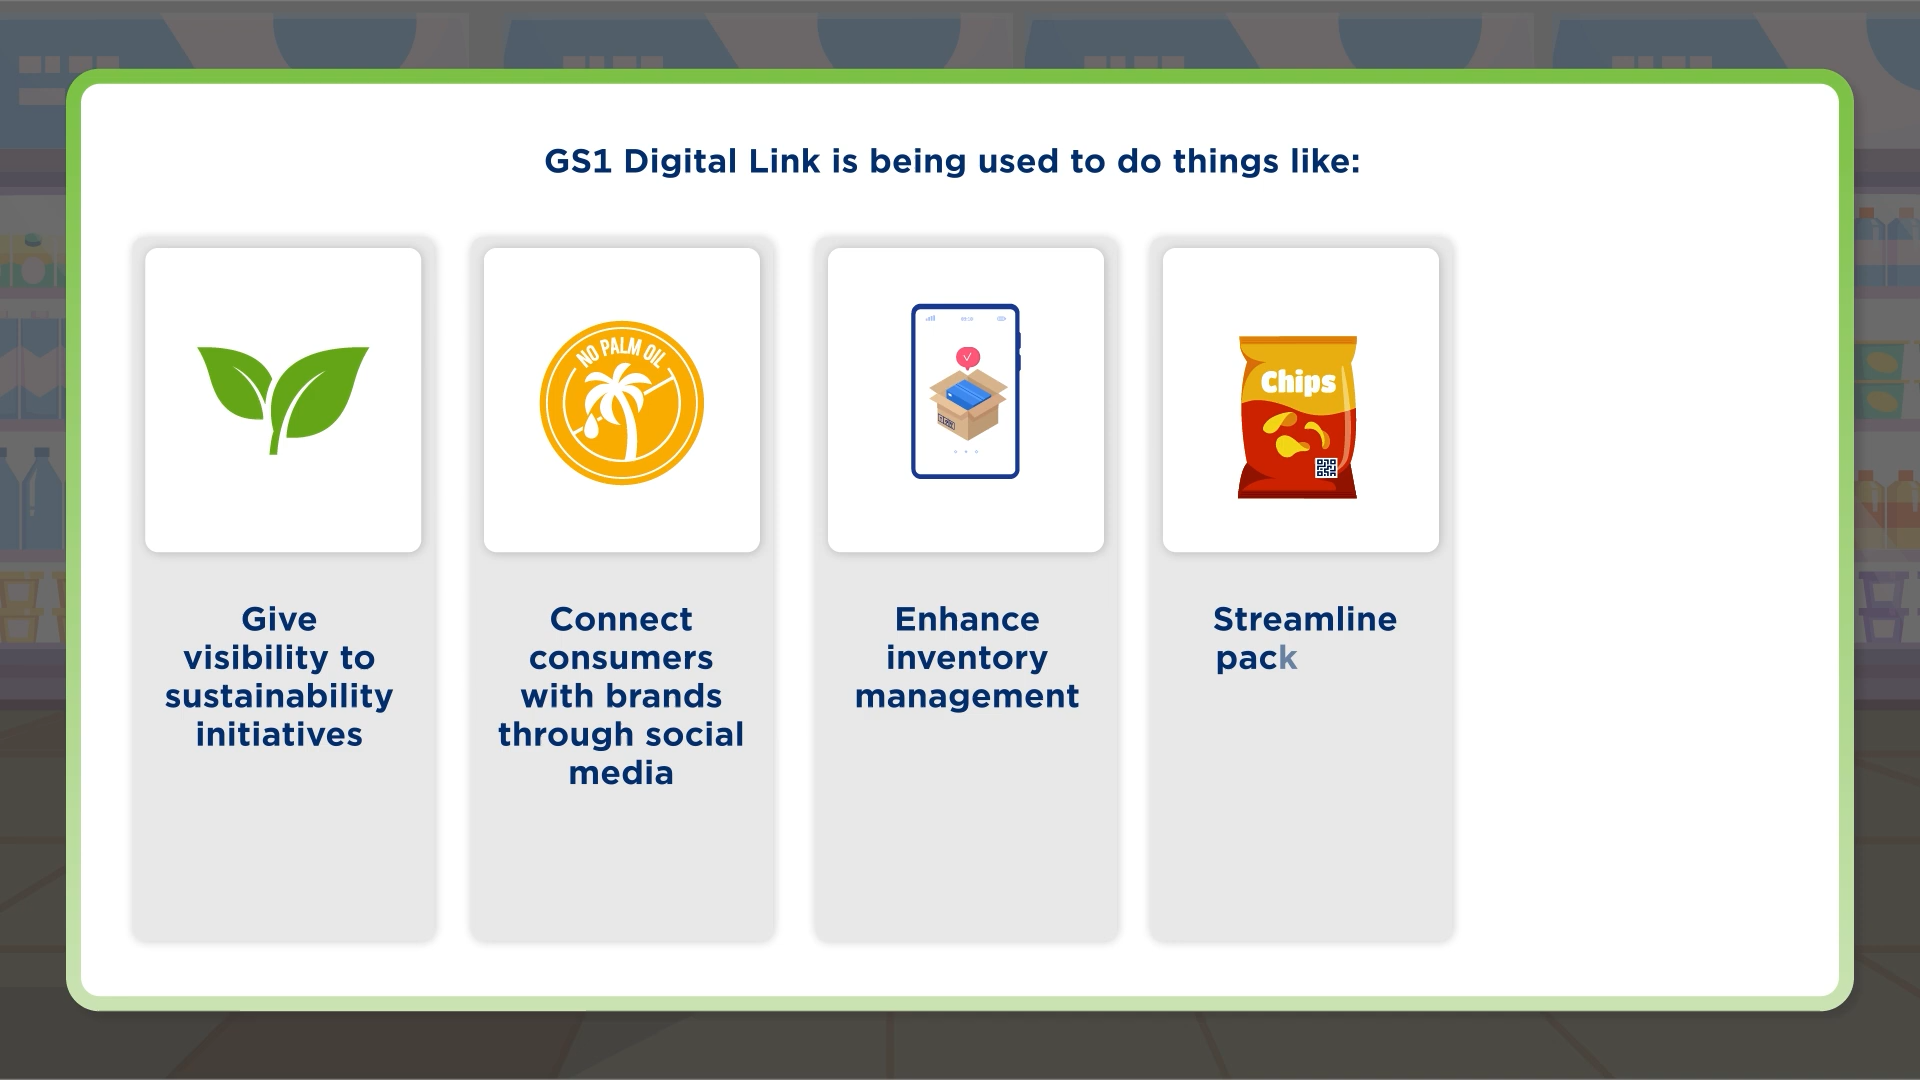 GS1 Digital Link is being used to do things like:
NO PALM OIL
Chips
Give
visibility to
sustainability
initiatives
Connect
consumers
with brands
through social
media
Enhance
inventory
management
Streamline
pack